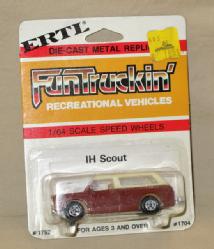 ERTL
DIE-CAST METAL REPLI
FunTruckin'
RECREATIONAL VEHICLES
1/64 SCALE SPEED WHEELS
IH Scout
FOR AGES 3 AND OVER
#1704